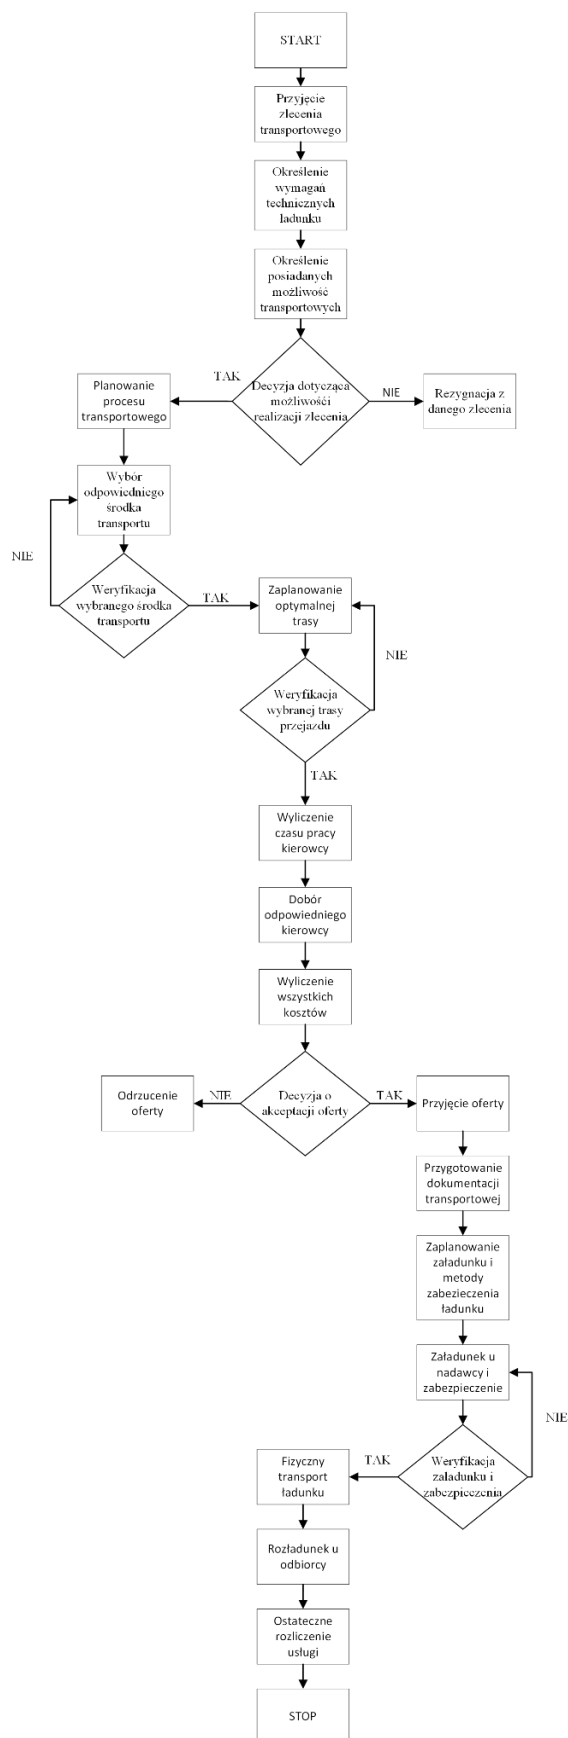 START
Przyjęcie
zlecenia
transportowego
Określenie
wymagań
technicznych
ładunku
Określenie
posiadanych
możliwość
transportowych
Decyzja dotycząca
możliwości
realizacji zlecenia
TAK
NIE
Rezygnacja z
danego zlecenia
Planowanie
procesu
transportowego
Wybór
odpowiedniego
środka
transportu
NIE
Weryfikacja
wybranego środka
transportu
TAK
Zaplanowanie
optymalnej
trasy
NIE
Weryfikacja
wybranej trasy
przejazdu
TAK
Wyliczenie
czasu pracy
kierowcy
Dobór
odpowiedniego
kierowcy
Wyliczenie
wszystkich
kosztów
Decyzja o
akceptacji oferty
NIE
Odrzucenie
oferty
TAK
Przyjęcie oferty
Przygotowanie
dokumentacji
transportowej
Zaplanowanie
załadunku i
metody
zabezieczenia
ładunku
Załadunek u
nadawcy i
zabezpieczenie
NIE
Weryfikacja
załadunku i
zabezpieczenia
TAK
Fizyczny
transport
ładunku
Rozładunek u
odbiorcy
Ostateczne
rozliczenie
usługi
STOP